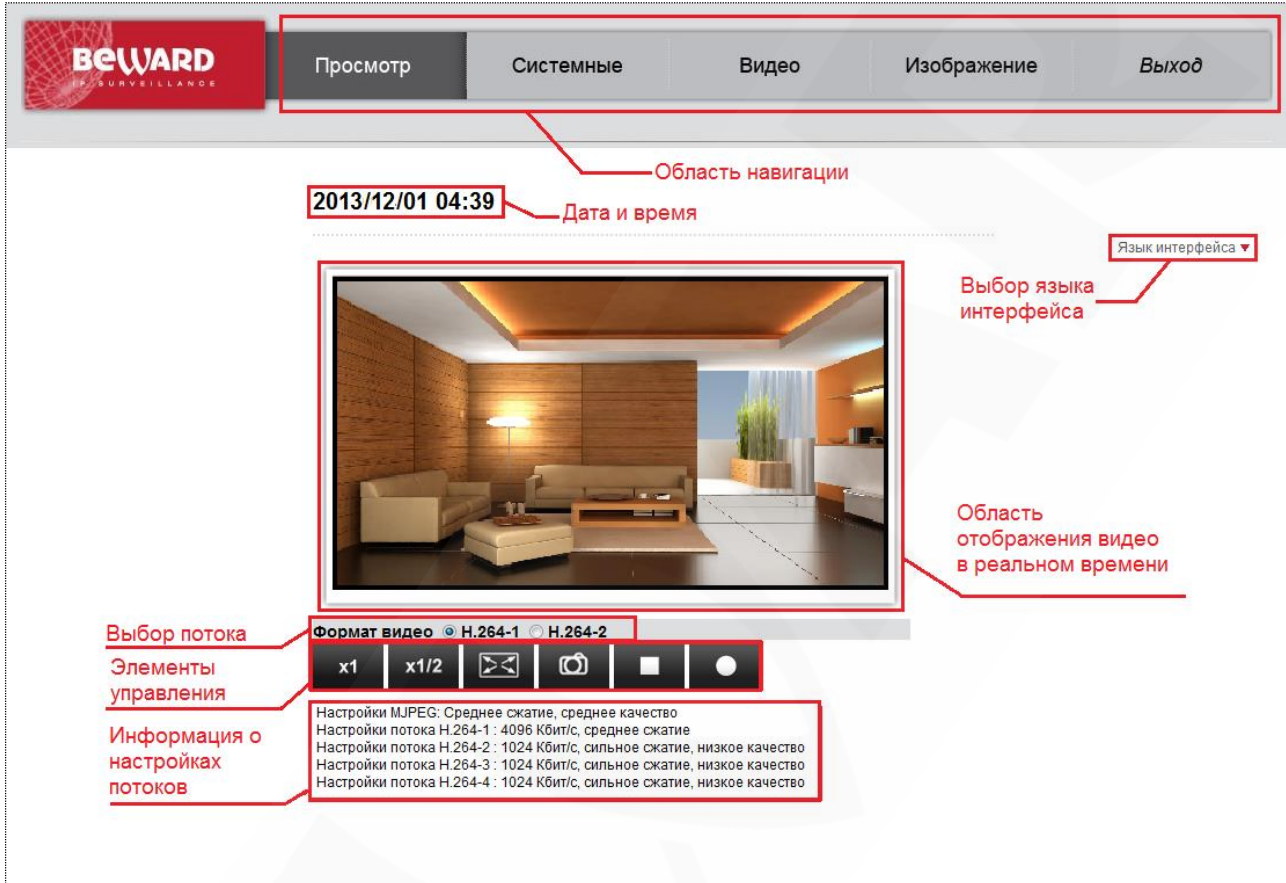 BEWARD
IP SURVEILLANCE
Просмотр
Системные
Видео
Изображение
Выход
Область навигации
2013/12/01 04:39
Дата и время
Язык интерфейса
Выбор языка
интерфейса
Область
отображения видео
в реальном времени
Выбор потока
Формат видео H.264-1 H.264-2
Элементы
управления
x1
x1/2
Информация о
настройках
потоков
Настройки MJPEG: Среднее сжатие, среднее качество
Настройки потока H.264-1 : 4096 Кбит/с, среднее сжатие
Настройки потока H.264-2 : 1024 Кбит/с, сильное сжатие, низкое качество
Настройки потока H.264-3 : 1024 Кбит/с, сильное сжатие, низкое качество
Настройки потока H.264-4 : 1024 Кбит/с, сильное сжатие, низкое качество